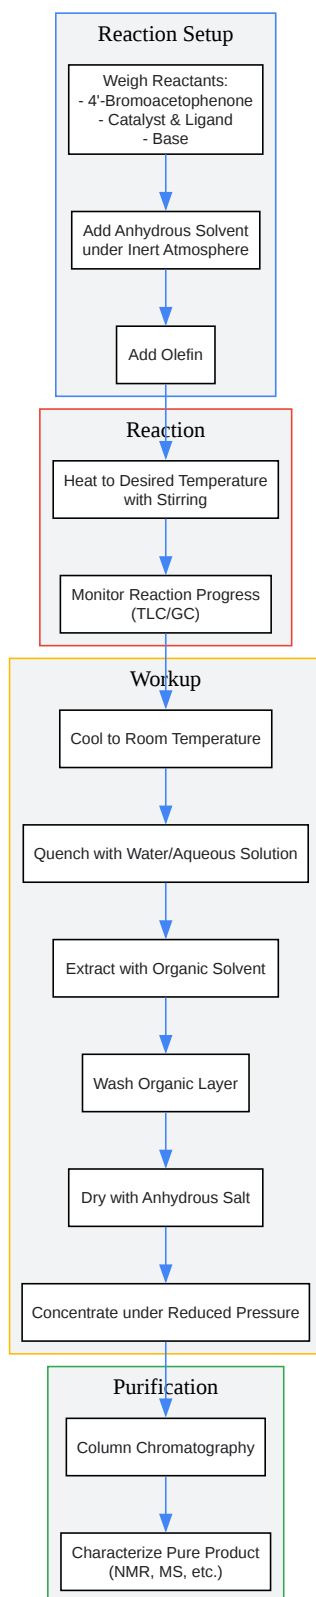 Reaction Setup
Weigh Reactants:
- 4'-Bromoacetophenone
- Catalyst & Ligand
- Base
Add Anhydrous Solvent
under Inert Atmosphere
Add Olefin
Reaction
Heat to Desired Temperature
with Stirring
Monitor Reaction Progress
(TLC/GC)
Workup
Cool to Room Temperature
Quench with Water/Aqueous Solution
Extract with Organic Solvent
Wash Organic Layer
Dry with Anhydrous Salt
Concentrate under Reduced Pressure
Purification
Column Chromatography
Characterize Pure Product
(NMR, MS, etc.)